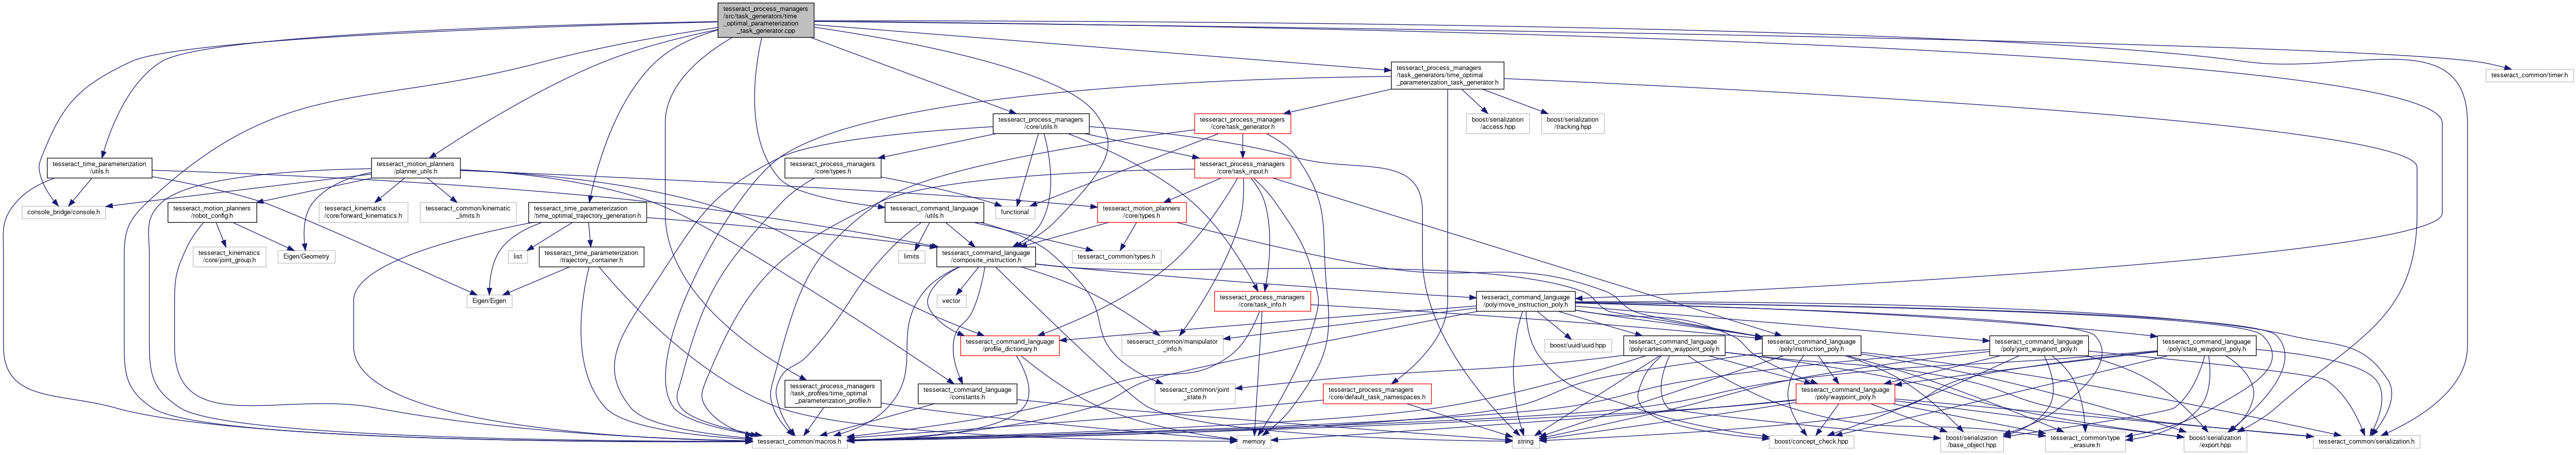 tesseract_process_managers
/src/task_generators/time
_optimal_parameterization
_task_generator.cpp
tesseract_process_managers
/task_generators/time_optimal
_parameterization_task_generator.h
tesseract_common/timer.h
tesseract_process_managers
/core/utils.h
tesseract_process_managers
/core/task_generator.h
boost/serialization
/access.hpp
boost/serialization
/tracking.hpp
tesseract_time_parameterization
/utils.h
tesseract_motion_planners
/planner_utils.h
tesseract_process_managers
/core/types.h
tesseract_process_managers
/core/task_input.h
console_bridge/console.h
tesseract_motion_planners
/robot_config.h
tesseract_kinematics
/core/forward_kinematics.h
tesseract_common/kinematic
_limits.h
tesseract_time_parameterization
/time_optimal_trajectory_generation.h
tesseract_command_language
/utils.h
functional
tesseract_motion_planners
/core/types.h
tesseract_kinematics
/core/joint_group.h
Eigen/Geometry
list
tesseract_time_parameterization
/trajectory_container.h
limits
tesseract_command_language
/composite_instruction.h
tesseract_common/types.h
Eigen/Eigen
vector
tesseract_process_managers
/core/task_info.h
tesseract_command_language
/poly/move_instruction_poly.h
tesseract_command_language
/profile_dictionary.h
tesseract_common/manipulator
_info.h
boost/uuid/uuid.hpp
tesseract_command_language
/poly/cartesian_waypoint_poly.h
tesseract_command_language
/poly/instruction_poly.h
tesseract_command_language
/poly/joint_waypoint_poly.h
tesseract_command_language
/poly/state_waypoint_poly.h
tesseract_process_managers
/task_profiles/time_optimal
_parameterization_profile.h
tesseract_command_language
/constants.h
tesseract_common/joint
_state.h
tesseract_process_managers
/core/default_task_namespaces.h
tesseract_command_language
/poly/waypoint_poly.h
tesseract_common/macros.h
memory
string
boost/concept_check.hpp
boost/serialization
/base_object.hpp
tesseract_common/type
_erasure.h
boost/serialization
/export.hpp
tesseract_common/serialization.h